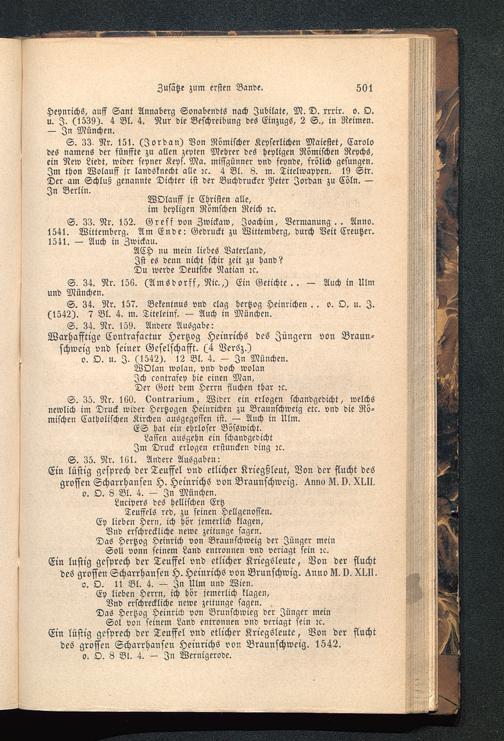 Zusätze zum ersten Bande. 501
Heynrichs, auff Sant Annaberg Sonabendts nach Jubilate, M. D. xxxix. o. O.
u. J. (1539). 4 Bl. 4. Nur die Beschreibung des Einzugs, 2 S., in Reimen.
— In München.
S. 33. Nr. 151. (Jordan) Von Römischer Keyserlichen Maiestet, Carolo
des namens der fünffte zu allen zeyten Mehrer des heyligen Römischen Reychs,
ein New Liedt, wider seyner Keys. Ma. missgünner vnd feynde, frölich gesungen.
Im thon Wolauff jr landsknecht alle ꝛc. 4 Bl. 8. m. Titelwappen. 19 Str.
Der am Schluß genannte Dichter ist der Buchdrucker Peter Jordan zu Cöln. —
In Berlin.
WOlauff jr Christen alle,
im heyligen Römschen Reich ꝛc.
S. 33. Nr. 152. Greff von Zwickaw, Joachim, Vermanung . . Anno.
1541. Wittemberg. Am Ende: Gedruckt zu Wittemberg, durch Veit Creutzer.
1541. — Auch in Zwickau.
ACH nu mein liebes Vaterland,
Ist es denn nicht schir zeit zu hand?
Du werde Deutsche Natian ꝛc.
S. 34. Nr. 156. (Amsdorff, Nic.,) Ein Getichte . . — Auch in Ulm
und München.
S. 34. Nr. 157. Bekentnus vnd clag hertzog Heinrichen . . o. O. u. J.
(1542). 7 Bl. 4. m. Titeleinf. — Auch in München.
S. 34. Nr. 159. Andere Ausgabe:
Warhafftige Contrafactur Hertzog Heinrichs des Jüngern von Braun-
schweig vnd seiner Geselschafft. (4 Versz.)
o. O. u. J. (1542). 12 Bl. 4. — In München.
WOlan wolan, vnd doch wolan
Ich contrafey hie einen Man,
Der Gott dem Herrn fluchen thar ꝛc.
S. 35. Nr. 160. Contrarium, Wider ein erlogen schandgedicht, welchs
newlich im Druck wider Hertzogen Heinrichen zu Braunschweig etc. vnd die Rö-
mischen Catholischen Kirchen ausgegossen ist. — Auch in Ulm.
ES hat ein ehrloser Böswicht.
Lassen ausgehn ein schandgedicht
Im Druck erlogen erstuncken ding ꝛc.
S. 35. Nr. 161. Andere Ausgaben:
Ein lüstig gesprech der Teuffel vnd etlicher Kriegßleut, Von der flucht des
grossen Scharrhansen H. Heinrichs von Braunschweig. Anno M. D. XLII.
o. O. 8 Bl. 4. — In München.
Lucipers des hellischen Ertz
Teuffels red, zu seinen Hellgenossen.
Ey lieben Hern, ich hör jemerlich klagen,
Vnd erschreckliche newe zeitunge sagen.
Das Hertzog Heinrich von Braunschweig der Jünger mein
Soll vonn seinem Land entronnen vnd veriagt sein ꝛc.
Ein lustig gesprech der Teuffel vnd etlicher Kriegsleute, Von der flucht
des grossen Scharrhansen H. Heinrichs von Brunschwig. Anno M. D. XLII.
o. O. 11 Bl. 4. — In Ulm und Wien.
Ey lieben Herren, ich hör jemerlich klagen,
Vnd erschreckliche newe zeitunge sagen
Das Hertzog Heinrich von Brunschwieg der Jünger mein
Sol von seinem Land entronnen vnd veriagt sein ꝛc.
Ein lustig gesprech der Teuffel vnd etlicher Kriegsleute, Von der flucht
des grossen Scharrhansen Heinrichs von Braunschweig. 1542.
o. O. 8 Bl. 4. — In Wernigerode.